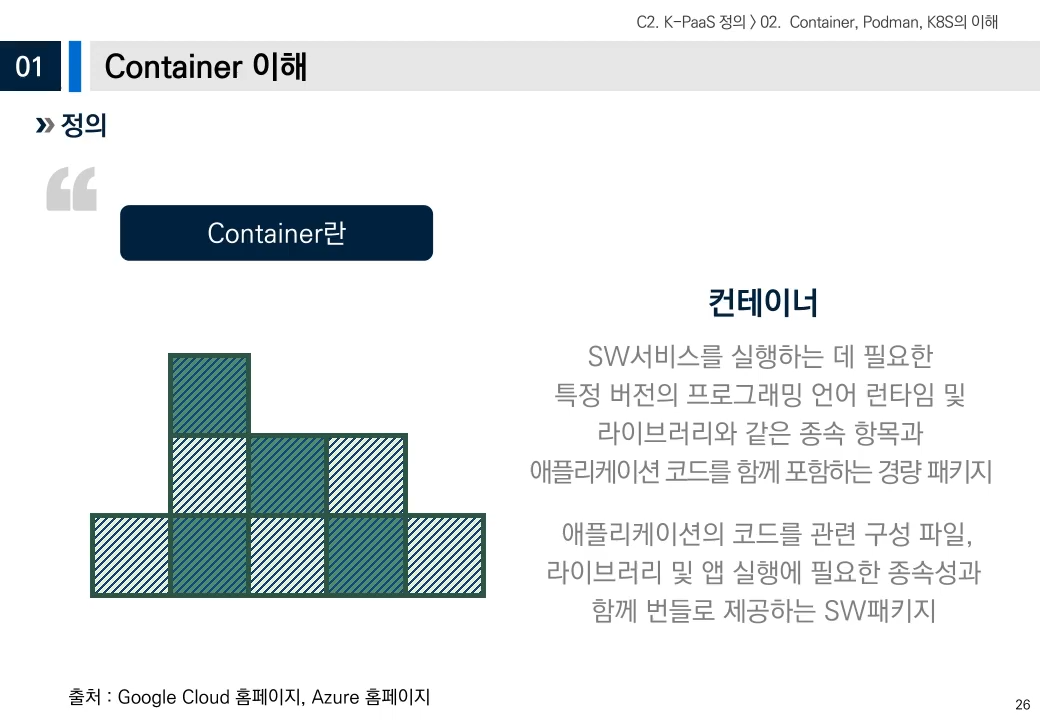 C2. K-PaaS 정의 〉 02. Container, Podman, K8S의 이해
01
Container 이해
정의
Container란
컨테이너
SW서비스를 실행하는 데 필요한
특정 버전의 프로그래밍 언어 런타임 및
라이브러리와 같은 종속 항목과
애플리케이션 코드를 함께 포함하는 경량 패키지
애플리케이션의 코드를 관련 구성 파일,
라이브러리 및 앱 실행에 필요한 종속성과
함께 번들로 제공하는 SW패키지
출처 : Google Cloud 홈페이지, Azure 홈페이지
26